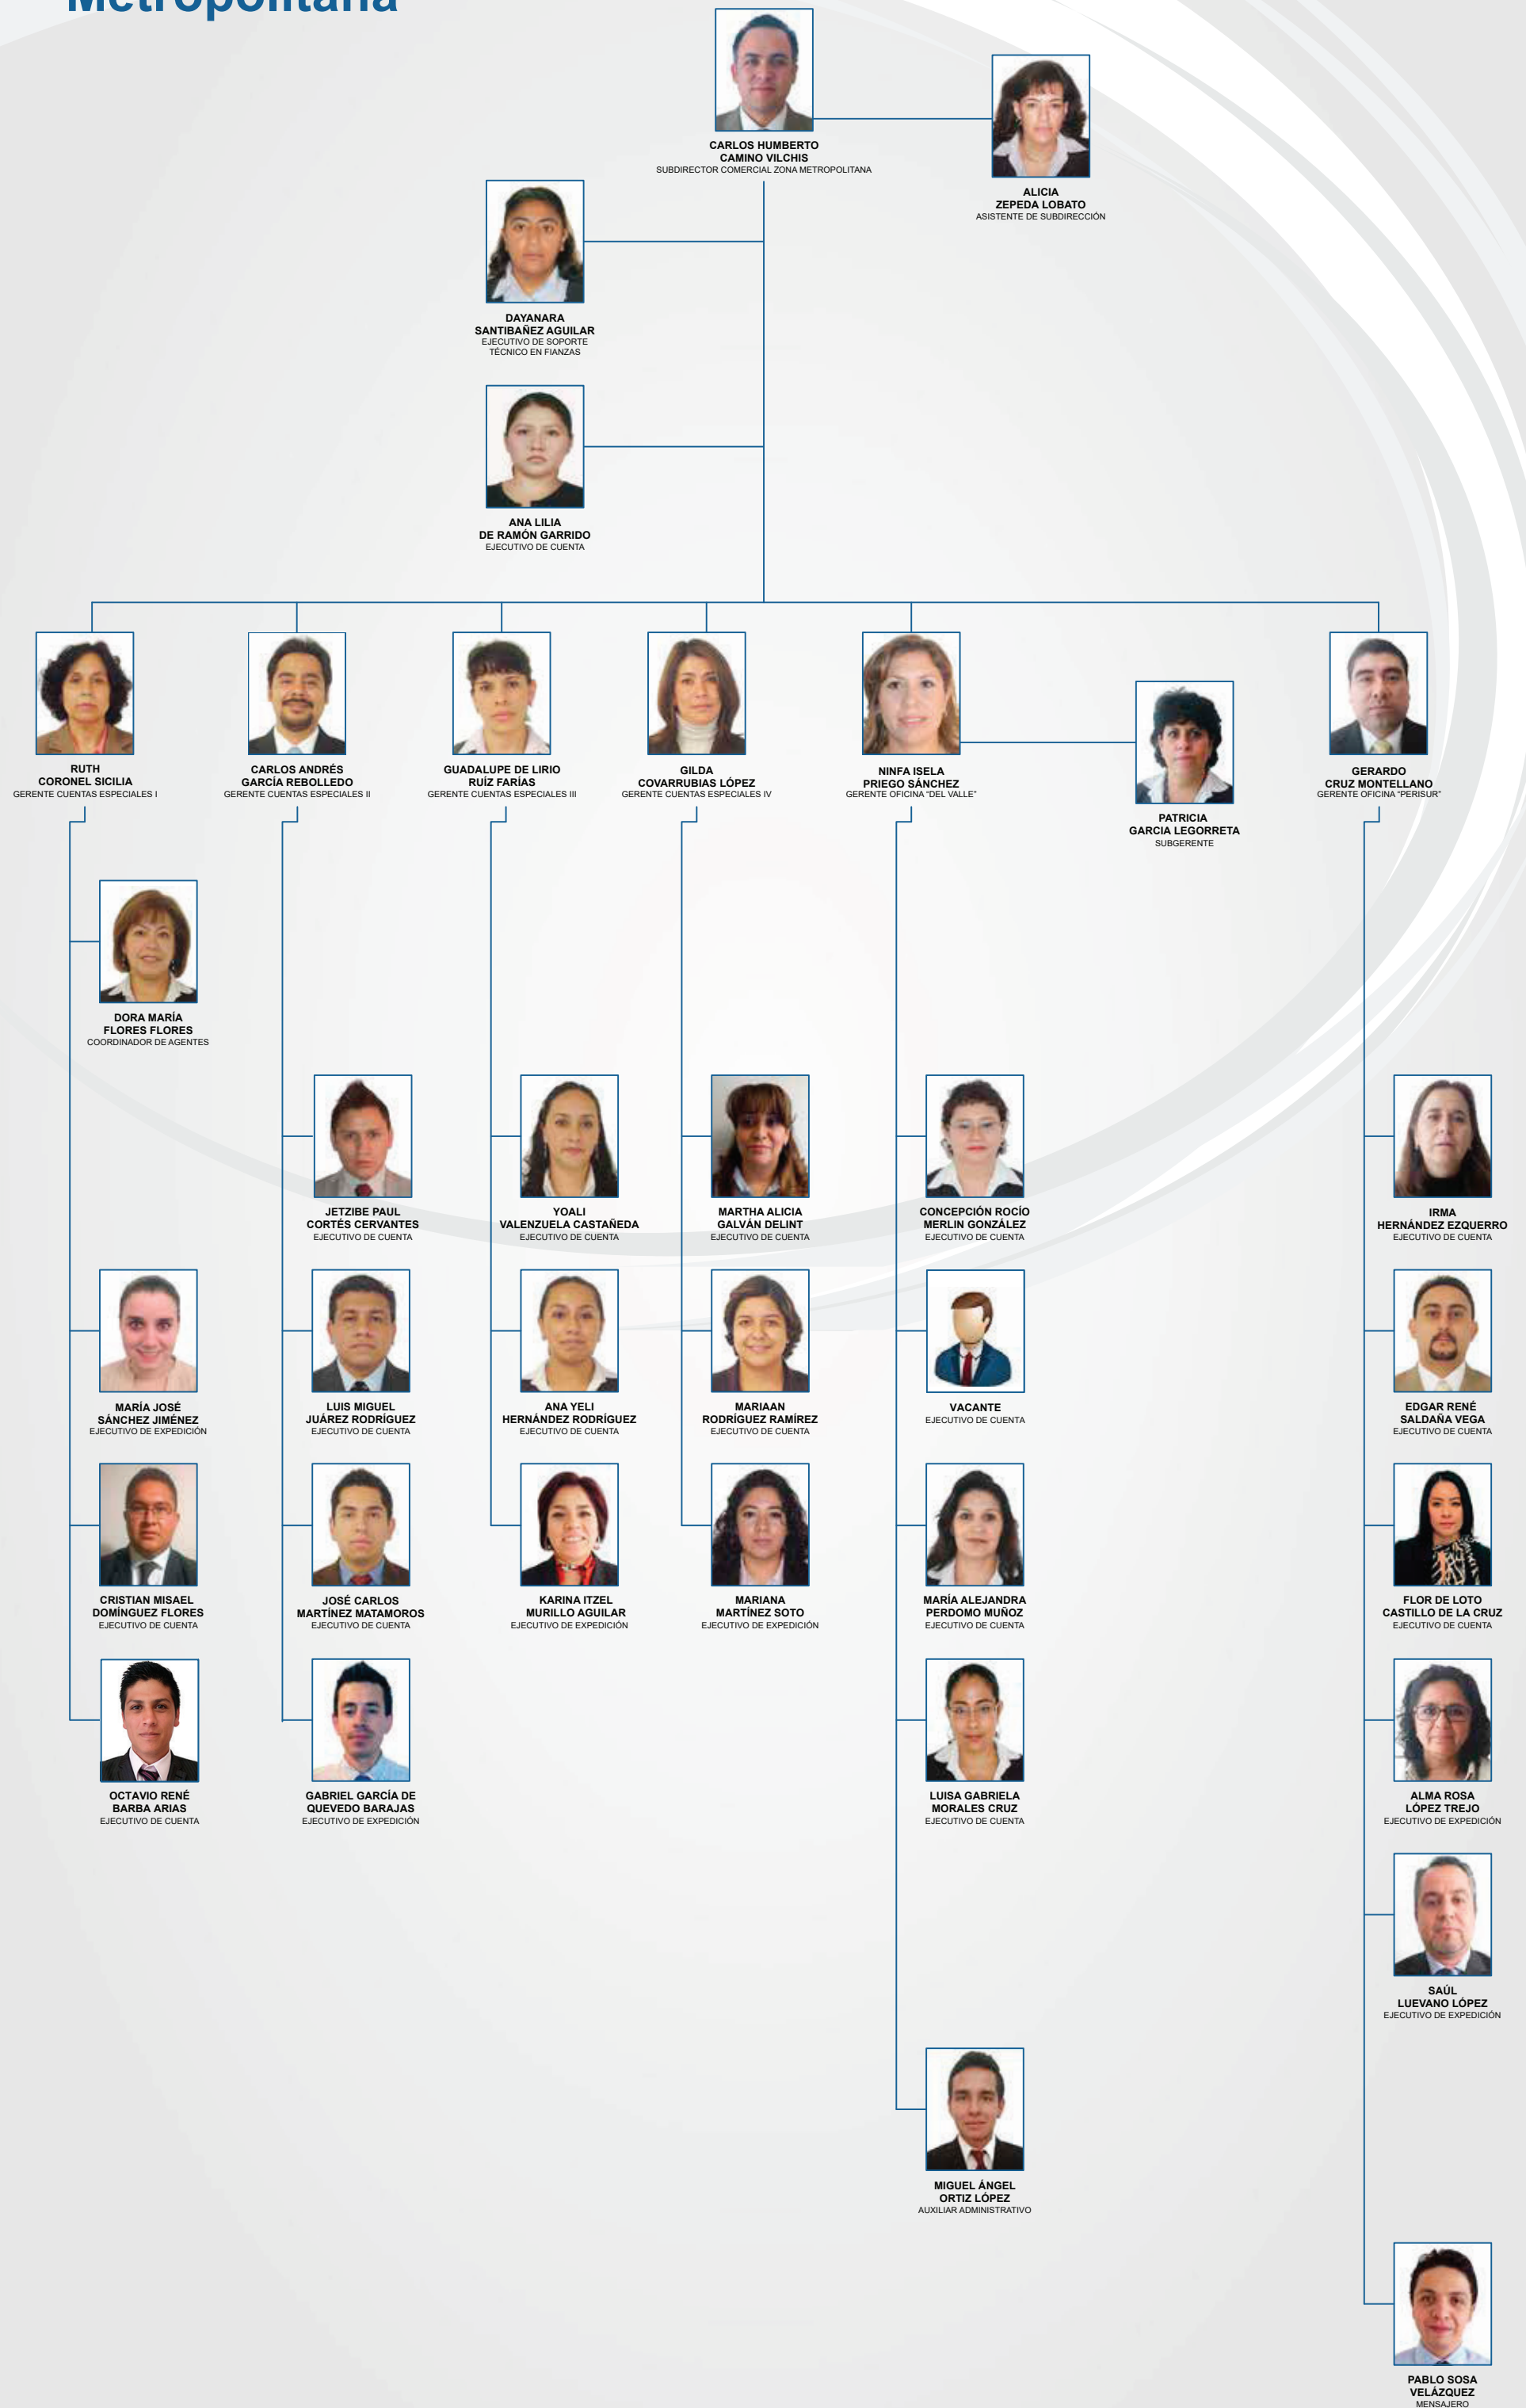 Metropolitana
CARLOS HUMBERTO
CAMINO VILCHIS
SUBDIRECTOR COMERCIAL ZONA METROPOLITANA
ALICIA
ZEPEDA LOBATO
ASISTENTE DE SUBDIRECCIÓN
DAYANARA
SANTIBAÑEZ AGUILAR
EJECUTIVO DE SOPORTE
TÉCNICO EN FIANZAS
ANA LILIA
DE RAMÓN GARRIDO
EJECUTIVO DE CUENTA
RUTH
CORONEL SICILIA
GERENTE CUENTAS ESPECIALES I
CARLOS ANDRÉS
GARCÍA REBOLLEDO
GERENTE CUENTAS ESPECIALES II
GUADALUPE DE LIRIO
RUÍZ FARÍAS
GERENTE CUENTAS ESPECIALES III
GILDA
COVARRUBIAS LÓPEZ
GERENTE CUENTAS ESPECIALES IV
NINFA ISELA
PRIEGO SÁNCHEZ
GERENTE OFICINA “DEL VALLE”
PATRICIA
GARCIA LEGORRETA
SUBGERENTE
GERARDO
CRUZ MONTELLANO
GERENTE OFICINA “PERISUR”
DORA MARÍA
FLORES FLORES
COORDINADOR DE AGENTES
JETZIBE PAUL
CORTÉS CERVANTES
EJECUTIVO DE CUENTA
YOALI
VALENZUELA CASTAÑEDA
EJECUTIVO DE CUENTA
MARTHA ALICIA
GALVÁN DELINT
EJECUTIVO DE CUENTA
CONCEPCIÓN ROCÍO
MERLIN GONZÁLEZ
EJECUTIVO DE CUENTA
IRMA
HERNÁNDEZ EZQUERRO
EJECUTIVO DE CUENTA
MARÍA JOSÉ
SÁNCHEZ JIMÉNEZ
EJECUTIVO DE EXPEDICIÓN
LUIS MIGUEL
JUÁREZ RODRÍGUEZ
EJECUTIVO DE CUENTA
ANA YELI
HERNÁNDEZ RODRÍGUEZ
EJECUTIVO DE CUENTA
MARIAAN
RODRÍGUEZ RAMÍREZ
EJECUTIVO DE CUENTA
VACANTE
EJECUTIVO DE CUENTA
EDGAR RENÉ
SALDAÑA VEGA
EJECUTIVO DE CUENTA
CRISTIAN MISAEL
DOMÍNGUEZ FLORES
EJECUTIVO DE CUENTA
JOSÉ CARLOS
MARTÍNEZ MATAMOROS
EJECUTIVO DE CUENTA
KARINA ITZEL
MURILLO AGUILAR
EJECUTIVO DE EXPEDICIÓN
MARIANA
MARTÍNEZ SOTO
EJECUTIVO DE EXPEDICIÓN
MARÍA ALEJANDRA
PERDOMO MUÑOZ
EJECUTIVO DE CUENTA
FLOR DE LOTO
CASTILLO DE LA CRUZ
EJECUTIVO DE CUENTA
OCTAVIO RENÉ
BARBA ARIAS
EJECUTIVO DE CUENTA
GABRIEL GARCÍA DE
QUEVEDO BARAJAS
EJECUTIVO DE EXPEDICIÓN
LUISA GABRIELA
MORALES CRUZ
EJECUTIVO DE CUENTA
ALMA ROSA
LÓPEZ TREJO
EJECUTIVO DE EXPEDICIÓN
SAÚL
LUEVANO LÓPEZ
EJECUTIVO DE EXPEDICIÓN
MIGUEL ÁNGEL
ORTIZ LÓPEZ
AUXILIAR ADMINISTRATIVO
PABLO SOSA
VELÁZQUEZ
MENSAJERO